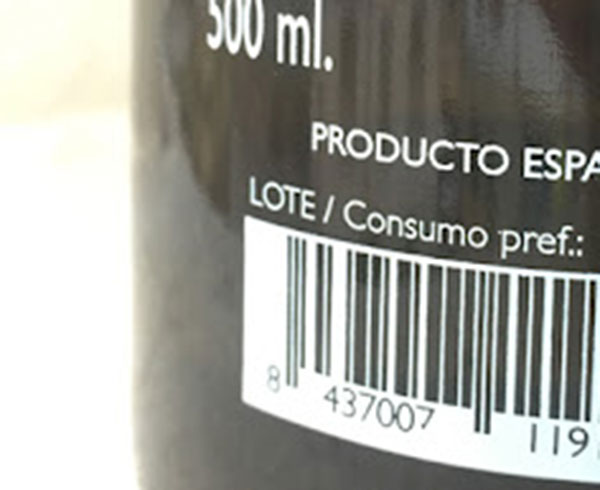 500 ml.
PRODUCTO ESPA
LOTE / Consumo pref.:
8 437007 119